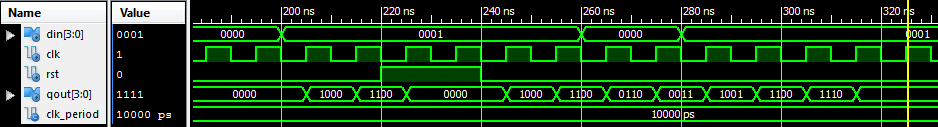 Name Value 200 ns 220 ns 240 ns 260 ns 280 ns 300 ns 320 ns
din[3:0] 0001 0000 0001 0000 0001
clk 1
rst 0
qout[3:0] 1111 0000 1000 1100 0000 1000 1100 0110 0011 1001 1100 1110
clk_period 10000 ps 10000 ps